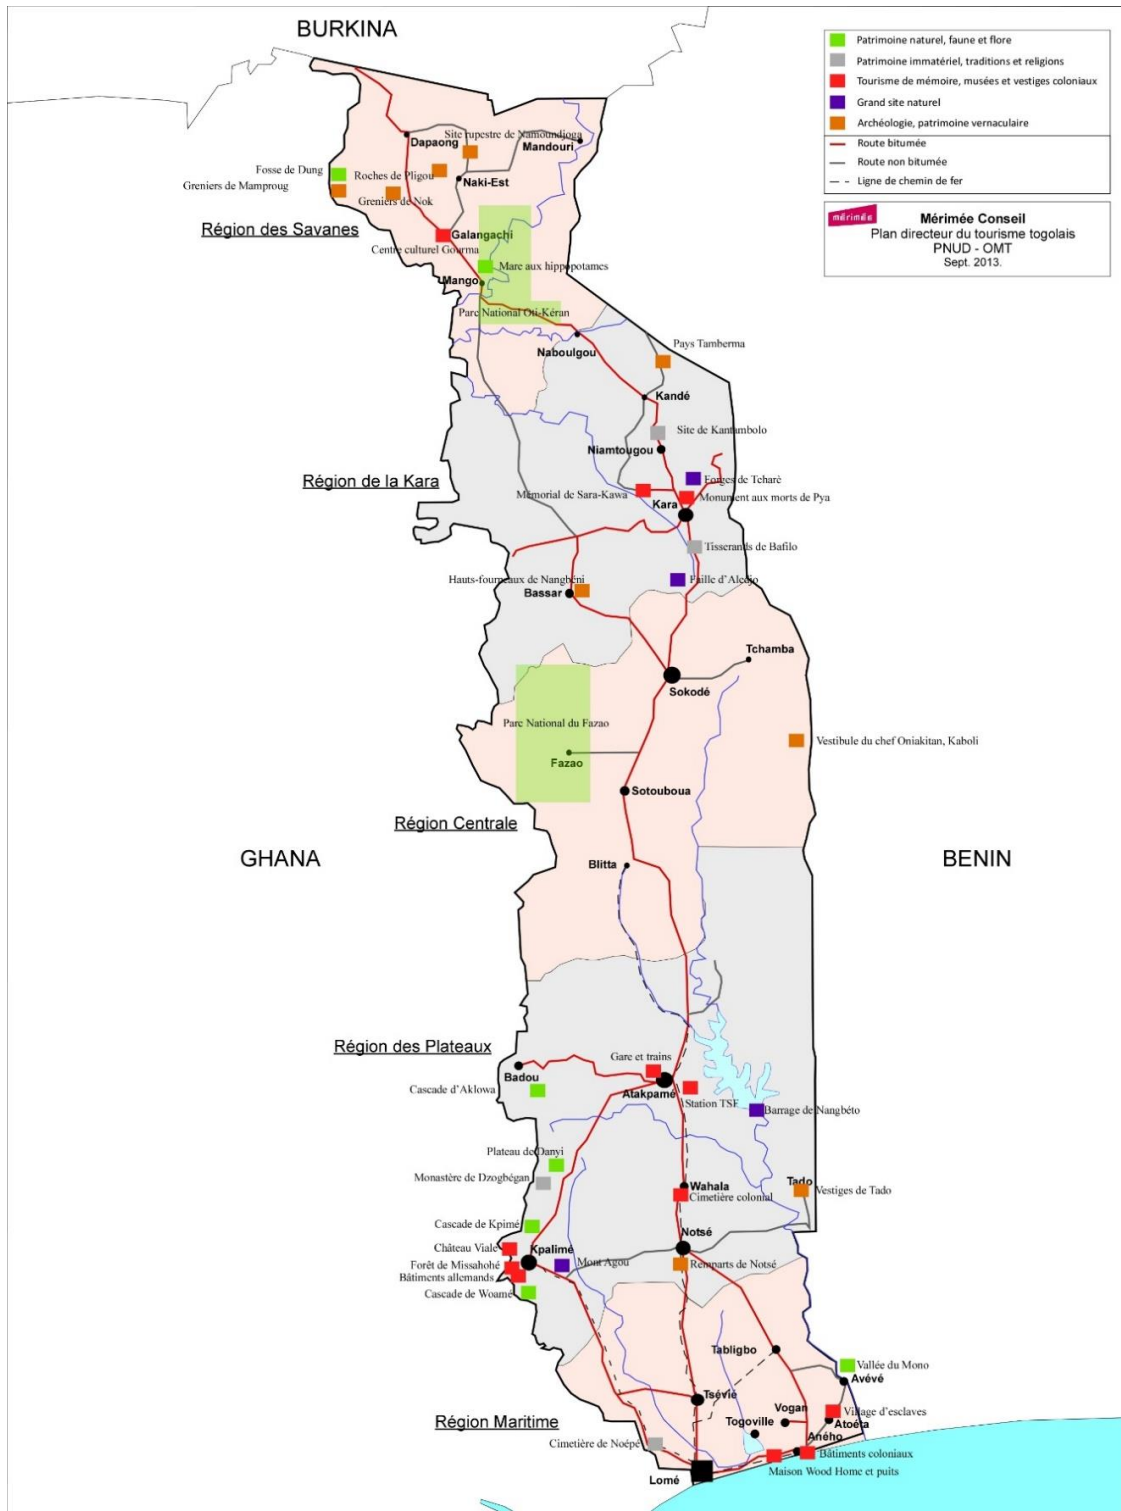 BURKINA
Patrimoine naturel, faune et flore
Patrimoine immatériel, traditions et religions
Tourisme de mémoire, musées et vestiges coloniaux
Grand site naturel
Archéologie, patrimoine vernaculaire
Route bitumée
Route non bitumée
Ligne de chemin de fer
mérimée
Mérimée Conseil
Plan directeur du tourisme togolais
PNUD - OMT
Sept. 2013.
Site rupestre de Namoundjoga
Dapaong
Mandouri
Fosse de Dung
Roches de Pligou
Naki-Est
Greniers de Mamproug
Greniers de Nok
Région des Savanes
Galangachi
Centre culturel Gourma
Mare aux hippopotames
Mango
Parc National Oti-Kéran
Naboulgou
Pays Tamberma
Kandé
Site de Kantambolo
Niamtougou
Région de la Kara
Forges de Tcharè
Mémorial de Sara-Kawa
Monument aux morts de Pya
Kara
Tisserands de Bafilo
Hauts-fourneaux de Nangbéni
Faille d'Aledjo
Bassar
Tchamba
Sokodé
Parc National du Fazao
Vestibule du chef Oniakitan, Kaboli
Fazao
Sotouboua
Région Centrale
GHANA
BENIN
Blitta
Région des Plateaux
Gare et trains
Badou
Cascade d'Aklowa
Atakpamé
Station TSF
Barrage de Nangbéto
Plateau de Danyi
Monastère de Dzogbégan
Wahala
Tado
Vestiges de Tado
Cimetière colonial
Cascade de Kpimé
Notsé
Château Viale
Kpalimé
Forêt de Missahohé
Mont Agou
Remparts de Notsé
Bâtiments allemands
Cascade de Woamé
Tabligbo
Vallée du Mono
Avévé
Tsévié
Vogan
Village d'esclaves
Région Maritime
Togoville
Atoéta
Aného
Cimetière de Noépé
Bâtiments coloniaux
Lomé
Maison Wood Home et puits